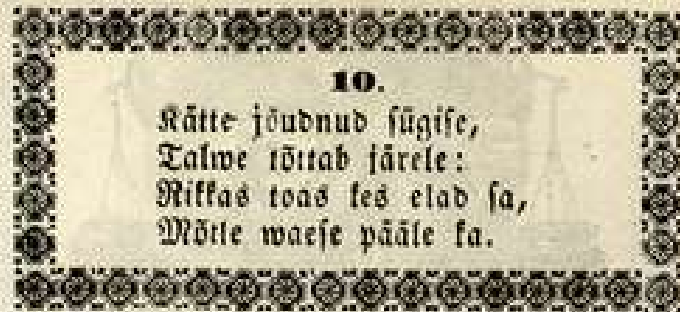 10.
Kätte jõudnud sügise,
Talwe tõttab järele:
Rikkas toas kes elad sa,
Mõtle waese pääle ka.